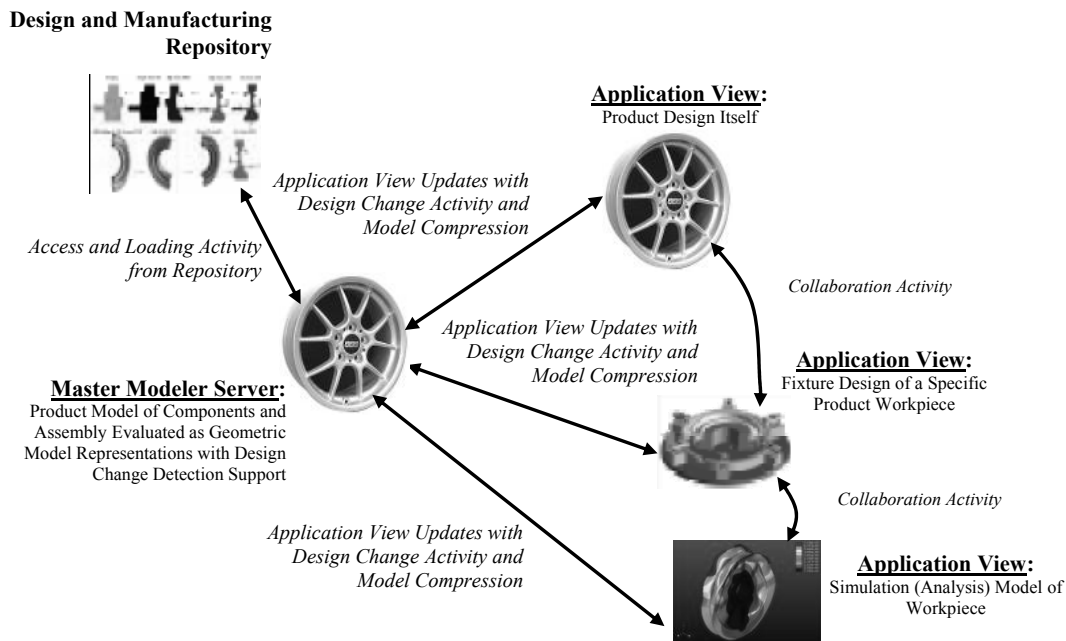 Design and Manufacturing
Repository
Application View:
Product Design Itself
Application View Updates with
Design Change Activity and
Model Compression
Access and Loading Activity
from Repository
Collaboration Activity
Application View Updates with
Design Change Activity and
Model Compression
Application View:
Fixture Design of a Specific
Product Workpiece
Master Modeler Server:
Product Model of Components and
Assembly Evaluated as Geometric
Model Representations with Design
Change Detection Support
Collaboration Activity
Application View Updates with
Design Change Activity and
Model Compression
Application View:
Simulation (Analysis) Model of
Workpiece